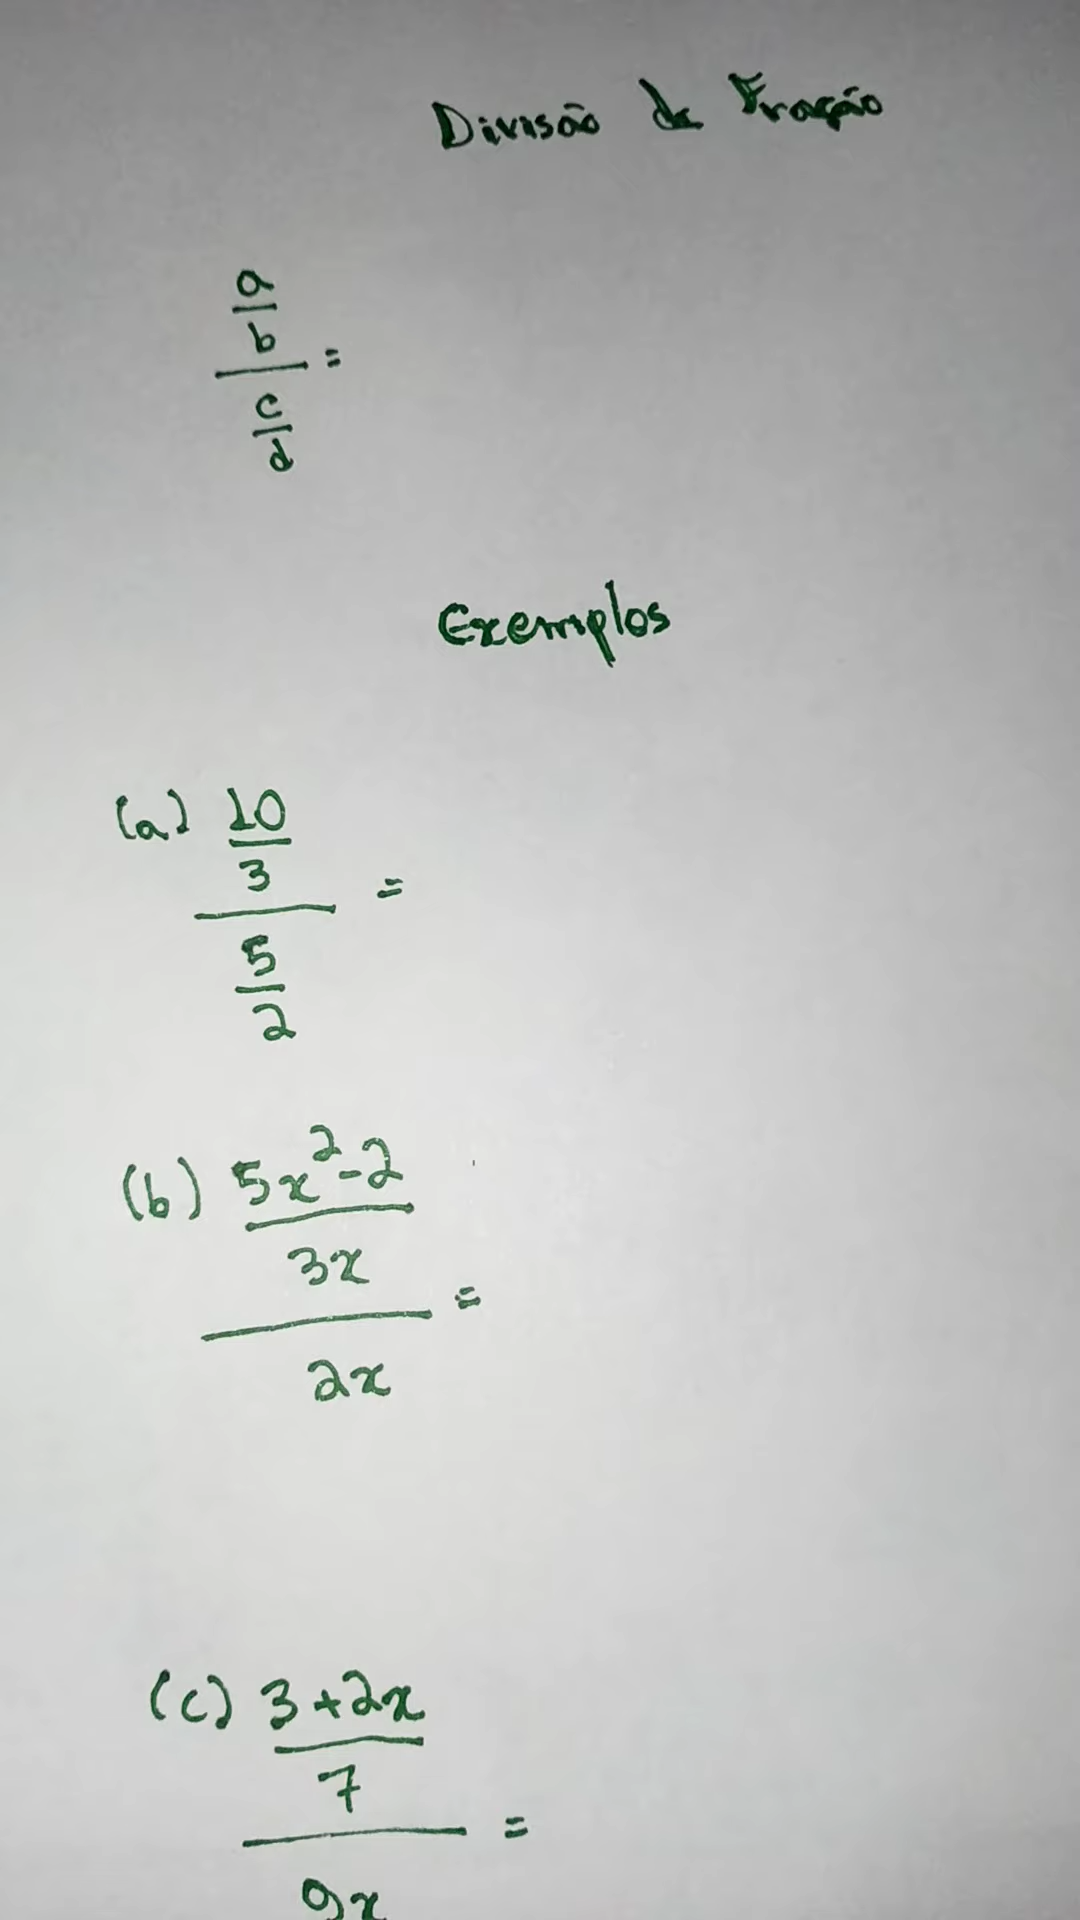 Divisão de Fração
a
b
=
c
d
Exemplos
(a) 10
3
=
5
2
(b) 5x²-2
3x
=
2x
(c) 3+2x
7
=
9x